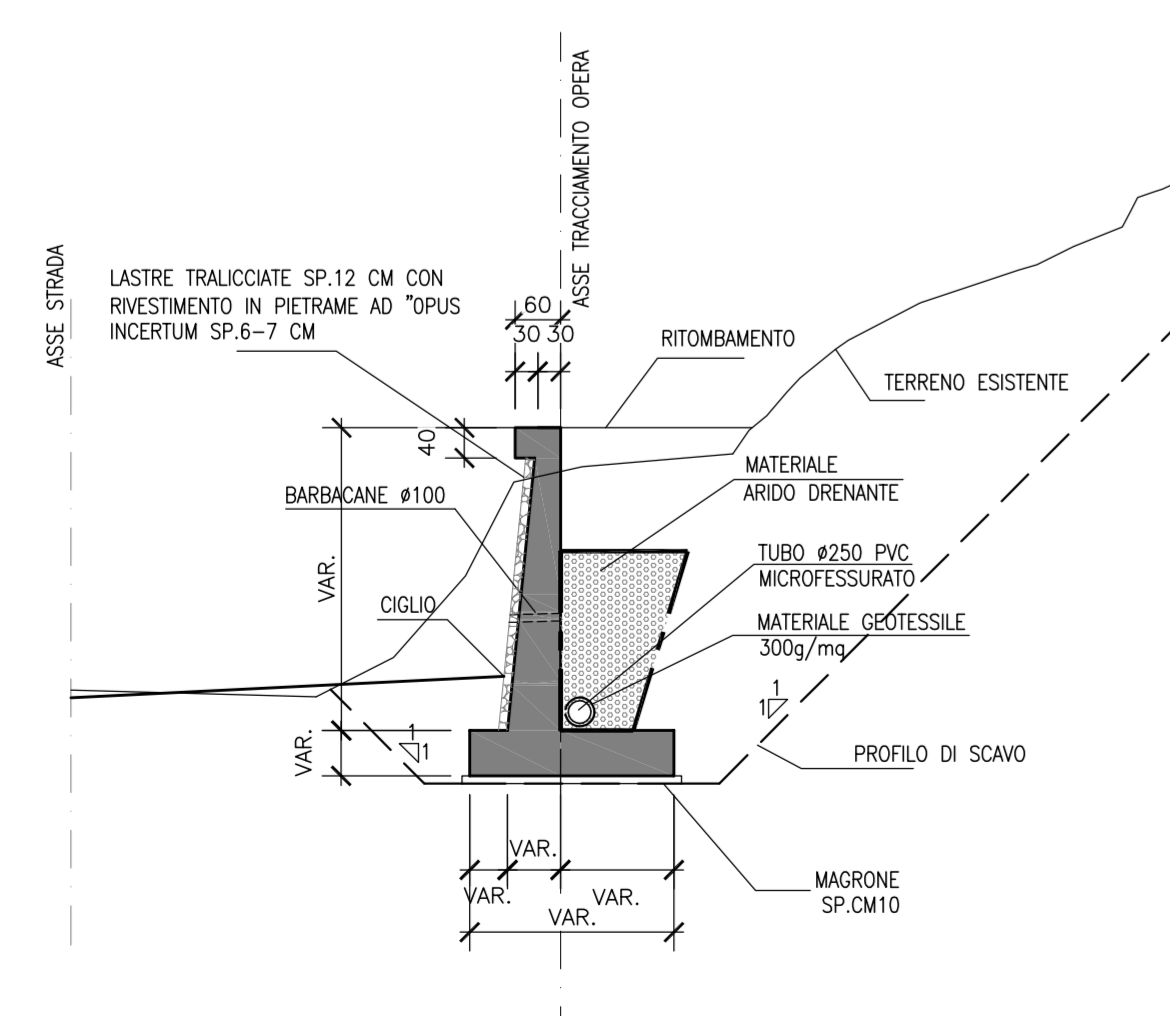 ASSE TRACCIAMENTO OPERA
ASSE STRADA
LASTRE TRALICCIATE SP.12 CM CON
RIVESTIMENTO IN PIETRAME AD "OPUS
INCERTUM SP.6-7 CM
60
30 30
RITOMBAMENTO
TERRENO ESISTENTE
40
MATERIALE
ARIDO DRENANTE
BARBACANE ø100
TUBO ø250 PVC
MICROFESSURATO
VAR.
CIGLIO
MATERIALE GEOTESSILE
300g/mq
1
1
1
1
VAR.
PROFILO DI SCAVO
VAR.
VAR.
VAR.
VAR.
MAGRONE
SP.CM10